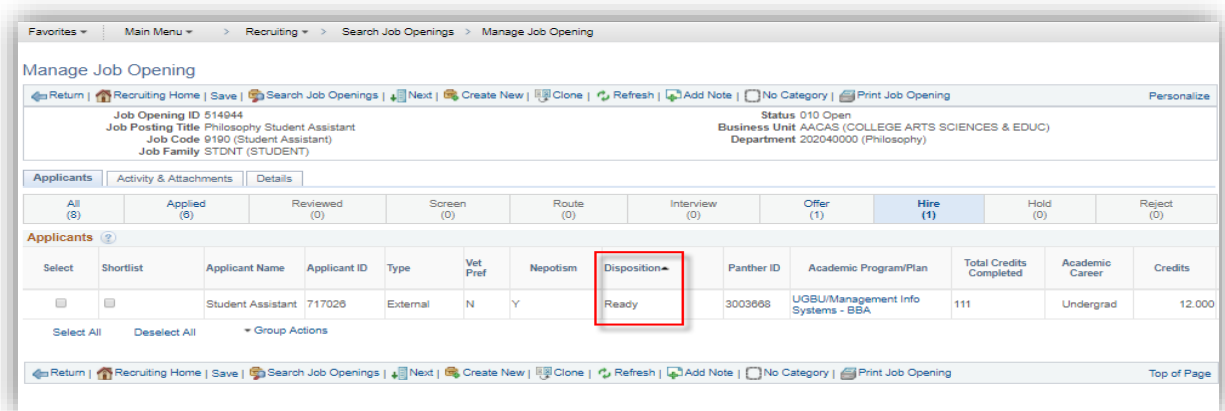 Favorites Main Menu > Recruiting > Search Job Openings > Manage Job Opening
Manage Job Opening
Return | Recruiting Home | Save | Search Job Openings | Next | Create New | Clone | Refresh | Add Note | No Category | Print Job Opening Personalize
Job Opening ID 514944 Status 010 Open
Job Posting Title Philosophy Student Assistant Business Unit AACAS (COLLEGE ARTS SCIENCES & EDUC)
Job Code 9190 (Student Assistant) Department 202040000 (Philosophy)
Job Family STDNT (STUDENT)
Applicants Activity & Attachments Details
All Applied Reviewed Screen Route Interview Offer Hire Hold Reject
(8) (6) (0) (0) (0) (0) (1) (1) (0) (0)
Applicants ?
Select Shortlist Applicant Name Applicant ID Type Vet Pref Nepotism Disposition Panther ID Academic Program/Plan Total Credits Completed Academic Career Credits
Student Assistant 717026 External N Y Ready 3003668 UGBU/Management Info Systems - BBA 111 Undergrad 12.000
Select All Deselect All Group Actions
Return | Recruiting Home | Save | Search Job Openings | Next | Create New | Clone | Refresh | Add Note | No Category | Print Job Opening Top of Page